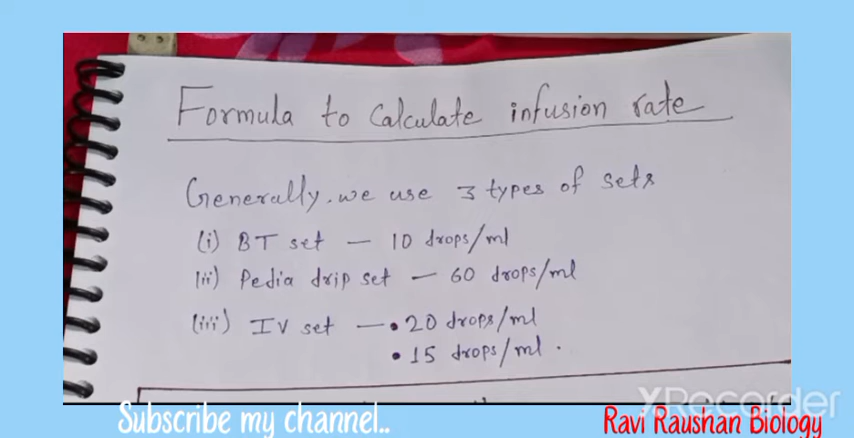 Formula to Calculate infusion rate
Generally, we use 3 types of sets
(i) BT set — 10 drops/ml
(ii) Pedia drip set — 60 drops/ml
(iii) IV set — • 20 drops/ml
• 15 drops/ml .
XRecorder
Subscribe my channel..
Ravi Raushan Biology